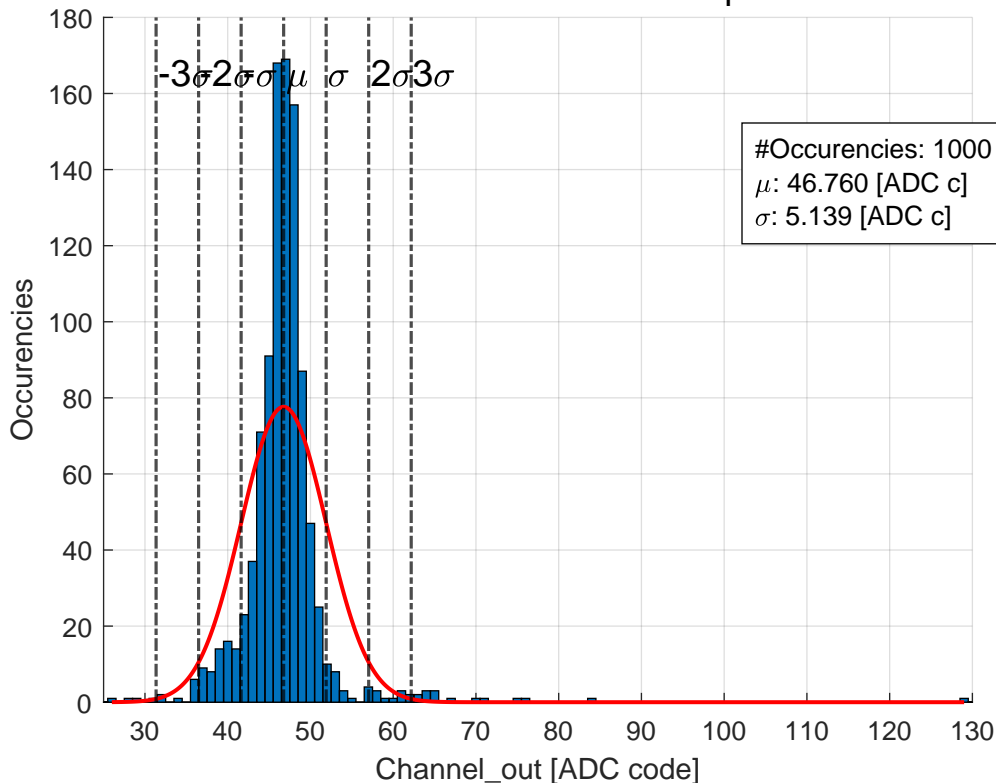 180
160
140
120
100
80
60
40
20
0
Occurencies
-3σ
-2σ
-σ
μ
σ
2σ
3σ
#Occurencies: 1000
μ: 46.760 [ADC c]
σ: 5.139 [ADC c]
30 40 50 60 70 80 90 100 110 120 130
Channel_out [ADC code]